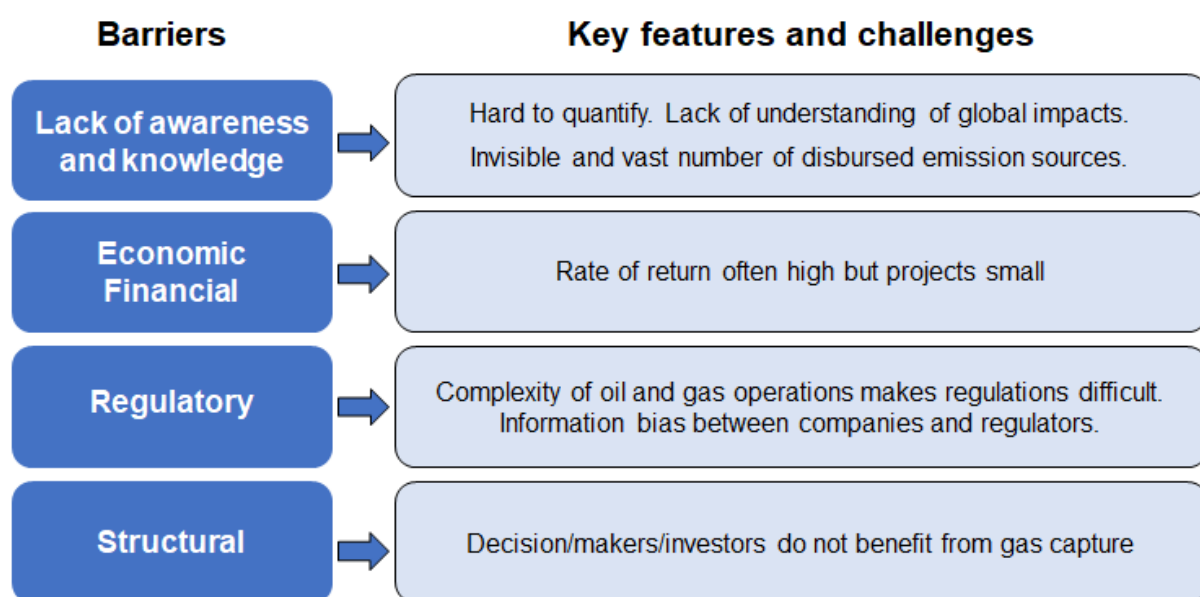 Barriers
Key features and challenges
Lack of awareness
and knowledge
Hard to quantify. Lack of understanding of global impacts.
Invisible and vast number of disbursed emission sources.
Economic
Financial
Rate of return often high but projects small
Regulatory
Complexity of oil and gas operations makes regulations difficult.
Information bias between companies and regulators.
Structural
Decision/makers/investors do not benefit from gas capture